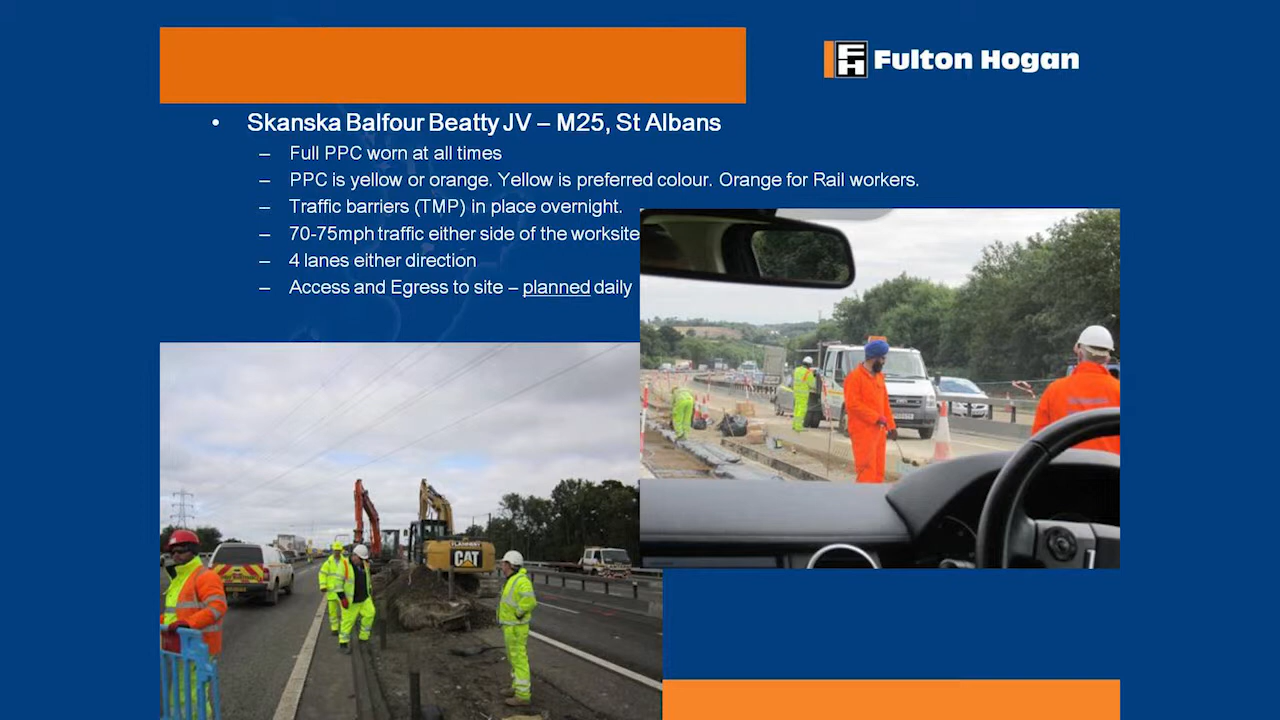 FH Fulton Hogan
• Skanska Balfour Beatty JV – M25, St Albans
– Full PPC worn at all times
– PPC is yellow or orange. Yellow is preferred colour. Orange for Rail workers.
– Traffic barriers (TMP) in place overnight.
– 70-75mph traffic either side of the worksite
– 4 lanes either direction
– Access and Egress to site – planned daily
CAT